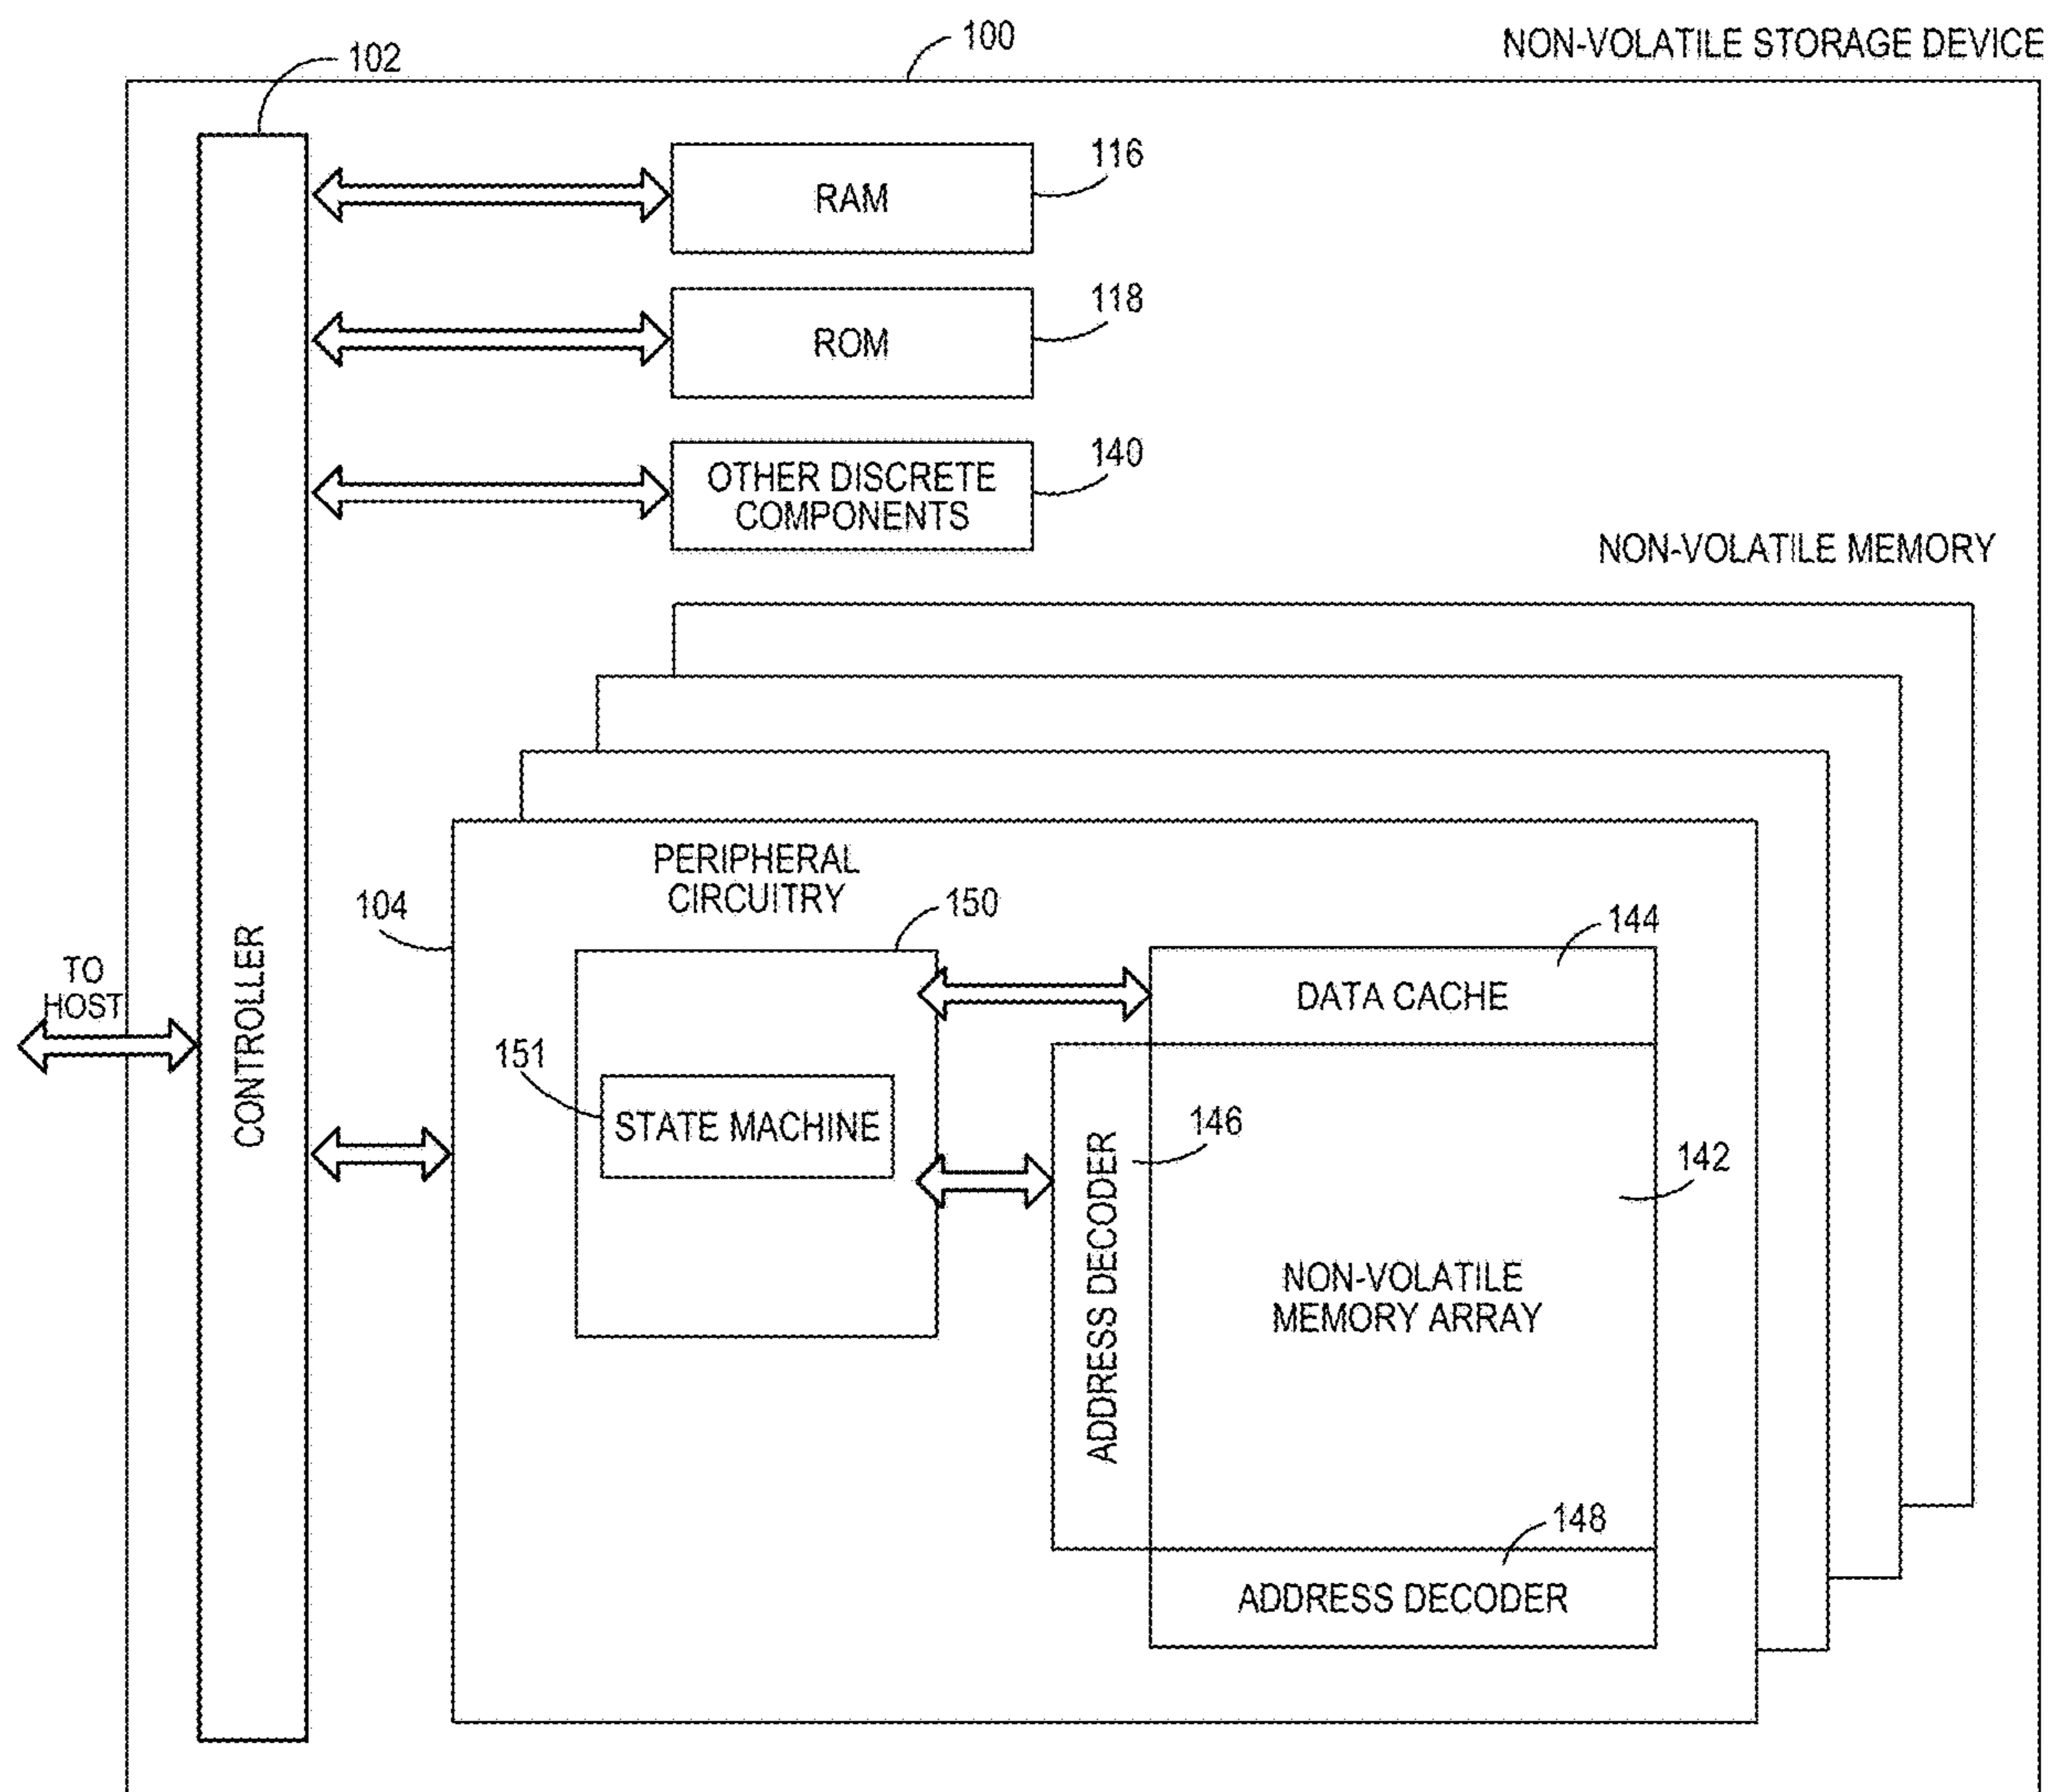 100
NON-VOLATILE STORAGE DEVICE
102
116
RAM
118
ROM
140
OTHER DISCRETE
COMPONENTS
NON-VOLATILE MEMORY
PERIPHERAL
CIRCUITRY
104
150
144
DATA CACHE
TO
HOST
CONTROLLER
151
STATE MACHINE
146
ADDRESS DECODER
142
NON-VOLATILE
MEMORY ARRAY
148
ADDRESS DECODER